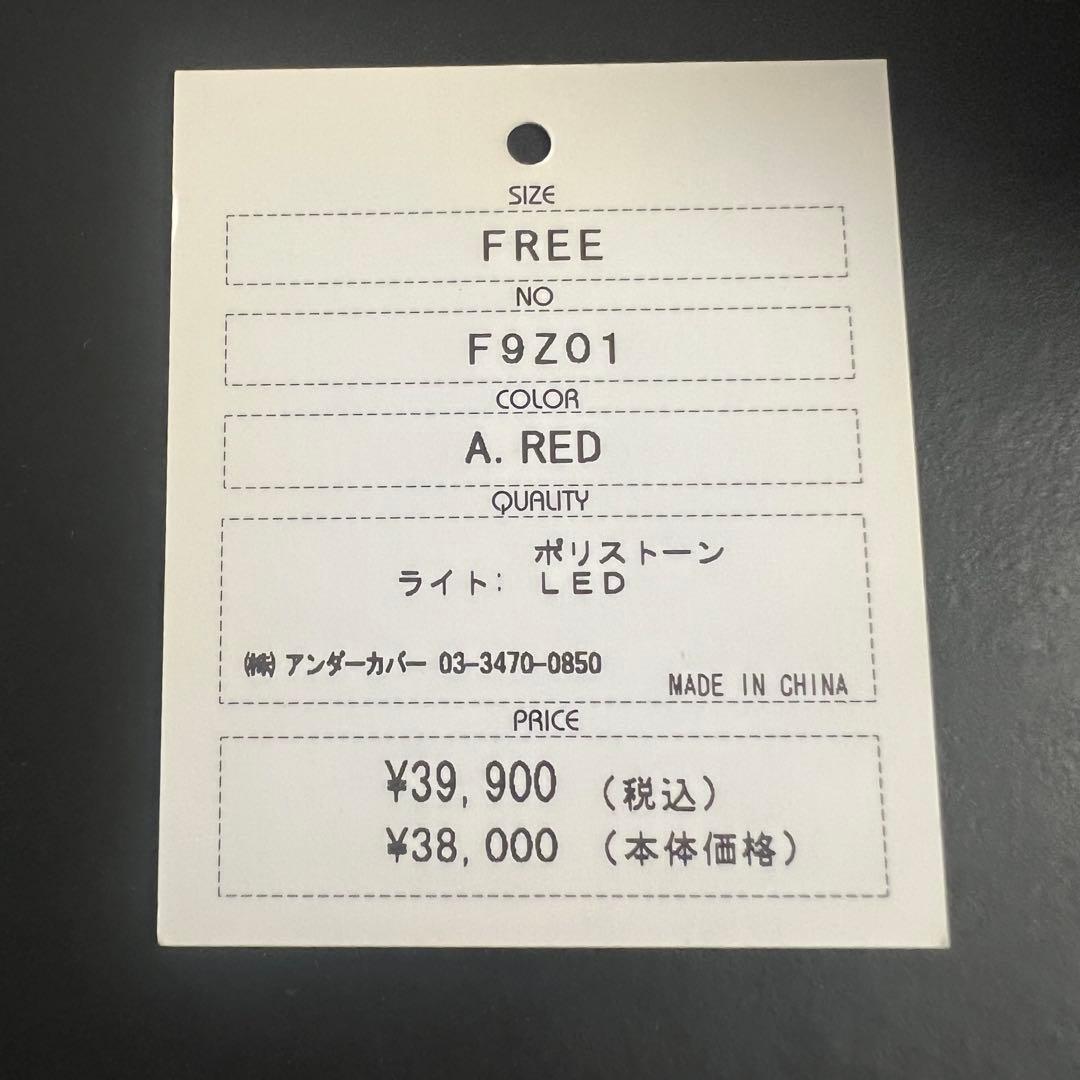 SIZE
FREE
NO
F9Z01
COLOR
A. RED
QUALITY
ポリストーン
ライト: LED
㈱ アンダーカバー 03-3470-0850
MADE IN CHINA
PRICE
¥39,900 (税込)
¥38,000 (本体価格)